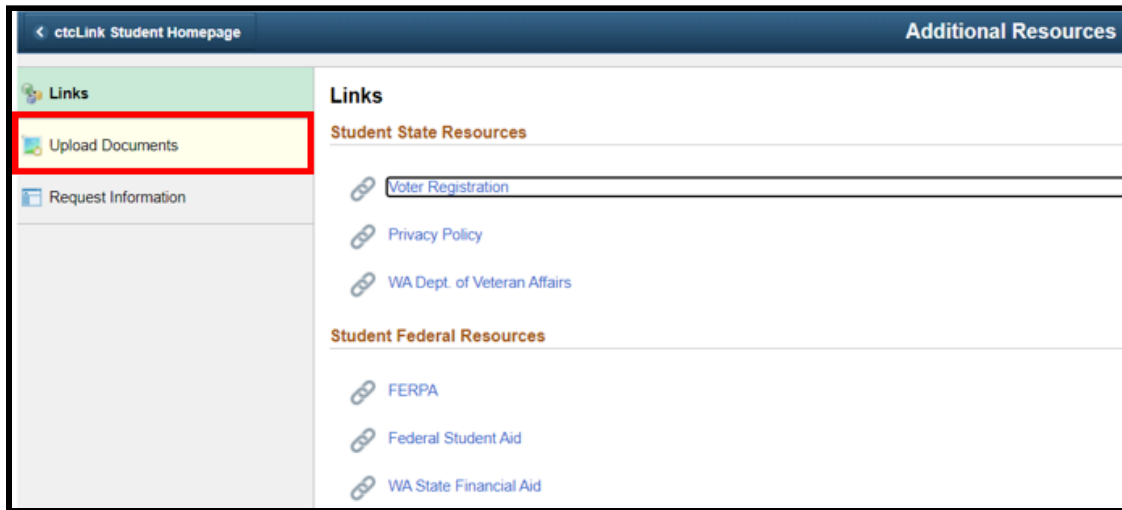 ctcLink Student Homepage
Additional Resources
Links
Upload Documents
Request Information
Links
Student State Resources
Voter Registration
Privacy Policy
WA Dept. of Veteran Affairs
Student Federal Resources
FERPA
Federal Student Aid
WA State Financial Aid